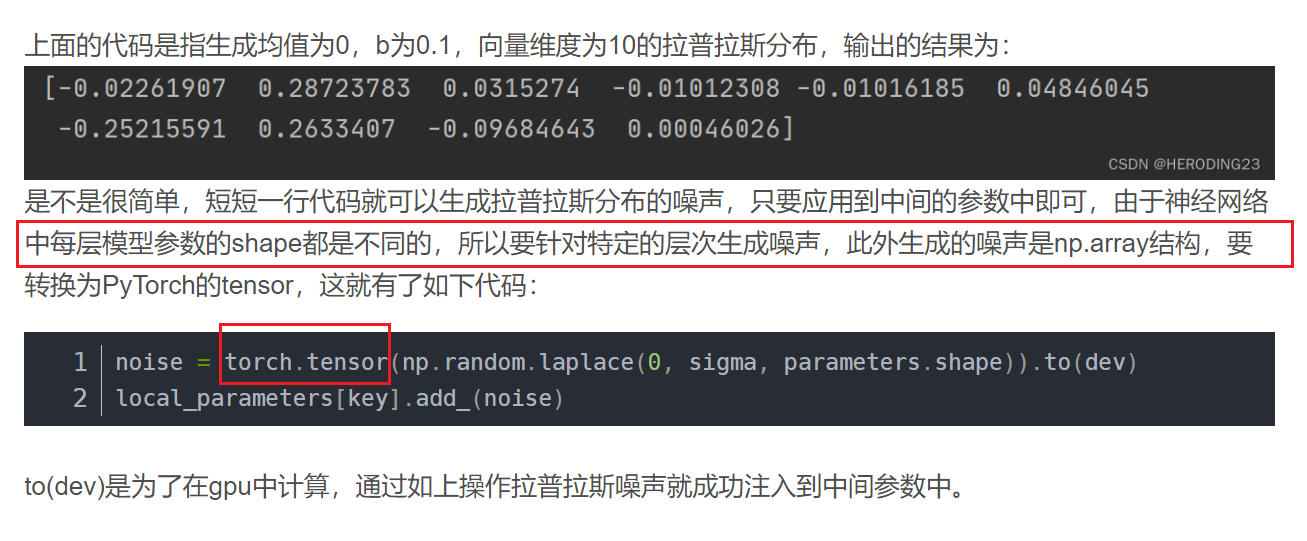 上面的代码是指生成均值为0，b为0.1，向量维度为10的拉普拉斯分布，输出的结果为：
[-0.02261907 0.28723783 0.0315274 -0.01012308 -0.01016185 0.04846045
-0.25215591 0.2633407 -0.09684643 0.00046026]
CSDN @HERODING23
是不是很简单，短短一行代码就可以生成拉普拉斯分布的噪声，只要应用到中间的参数中即可，由于神经网络
中每层模型参数的shape都是不同的，所以要针对特定的层次生成噪声，此外生成的噪声是np.array结构，要
转换为PyTorch的tensor，这就有了如下代码：
1 noise = torch.tensor(np.random.laplace(0, sigma, parameters.shape)).to(dev)
2 local_parameters[key].add_(noise)
to(dev)是为了在gpu中计算，通过如上操作拉普拉斯噪声就成功注入到中间参数中。